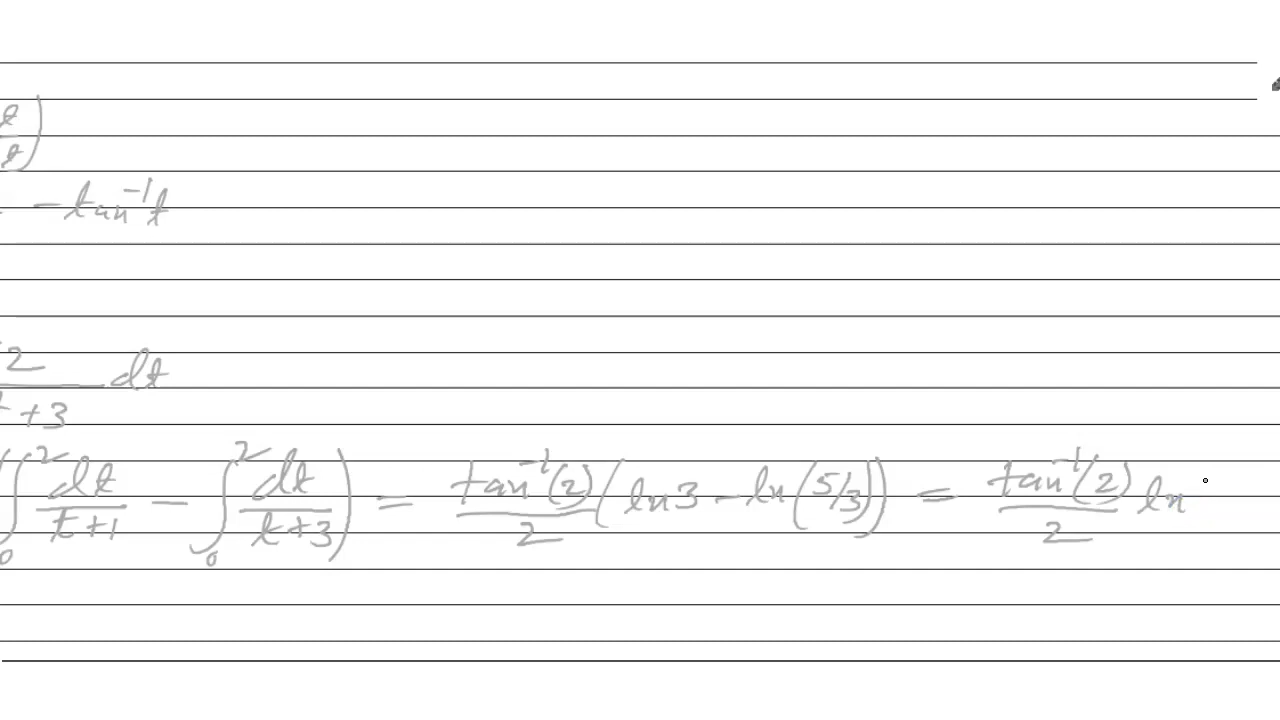 t/t)
- tan⁻¹t
2/t + 3 dt
(∫₀² dt/(t+1) − ∫₀² dt/(t+3)) = tan⁻¹(2)/2 (ln3 − ln(5/3)) = tan⁻¹(2)/2 ln